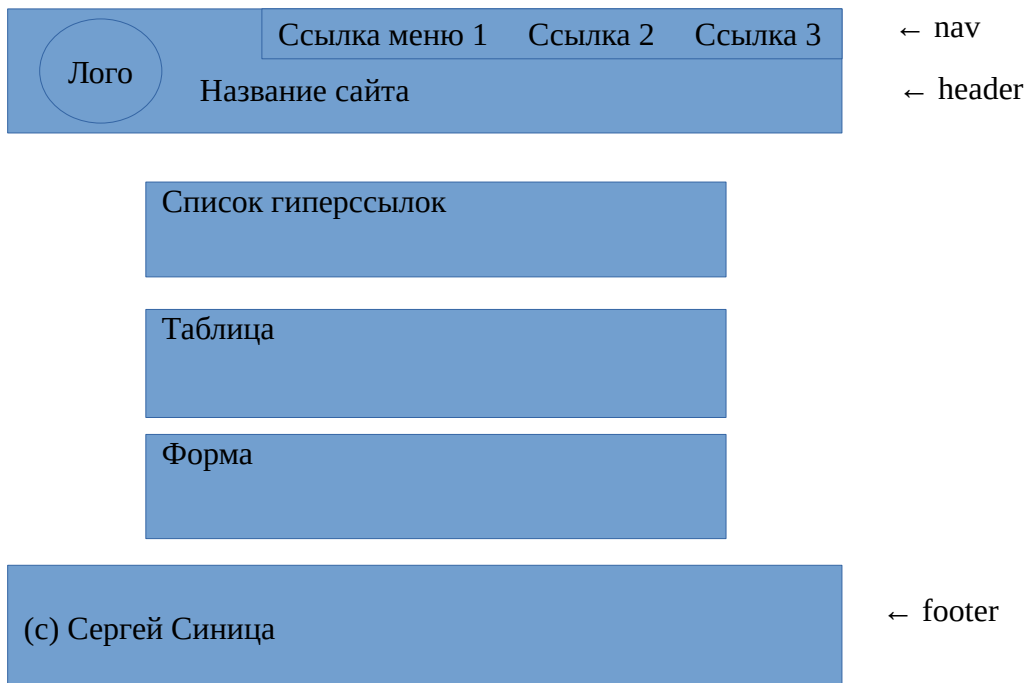 Ссылка меню 1 Ссылка 2 Ссылка 3 ← nav
Лого
Название сайта ← header
Список гиперссылок
Таблица
Форма
(c) Сергей Синица ← footer